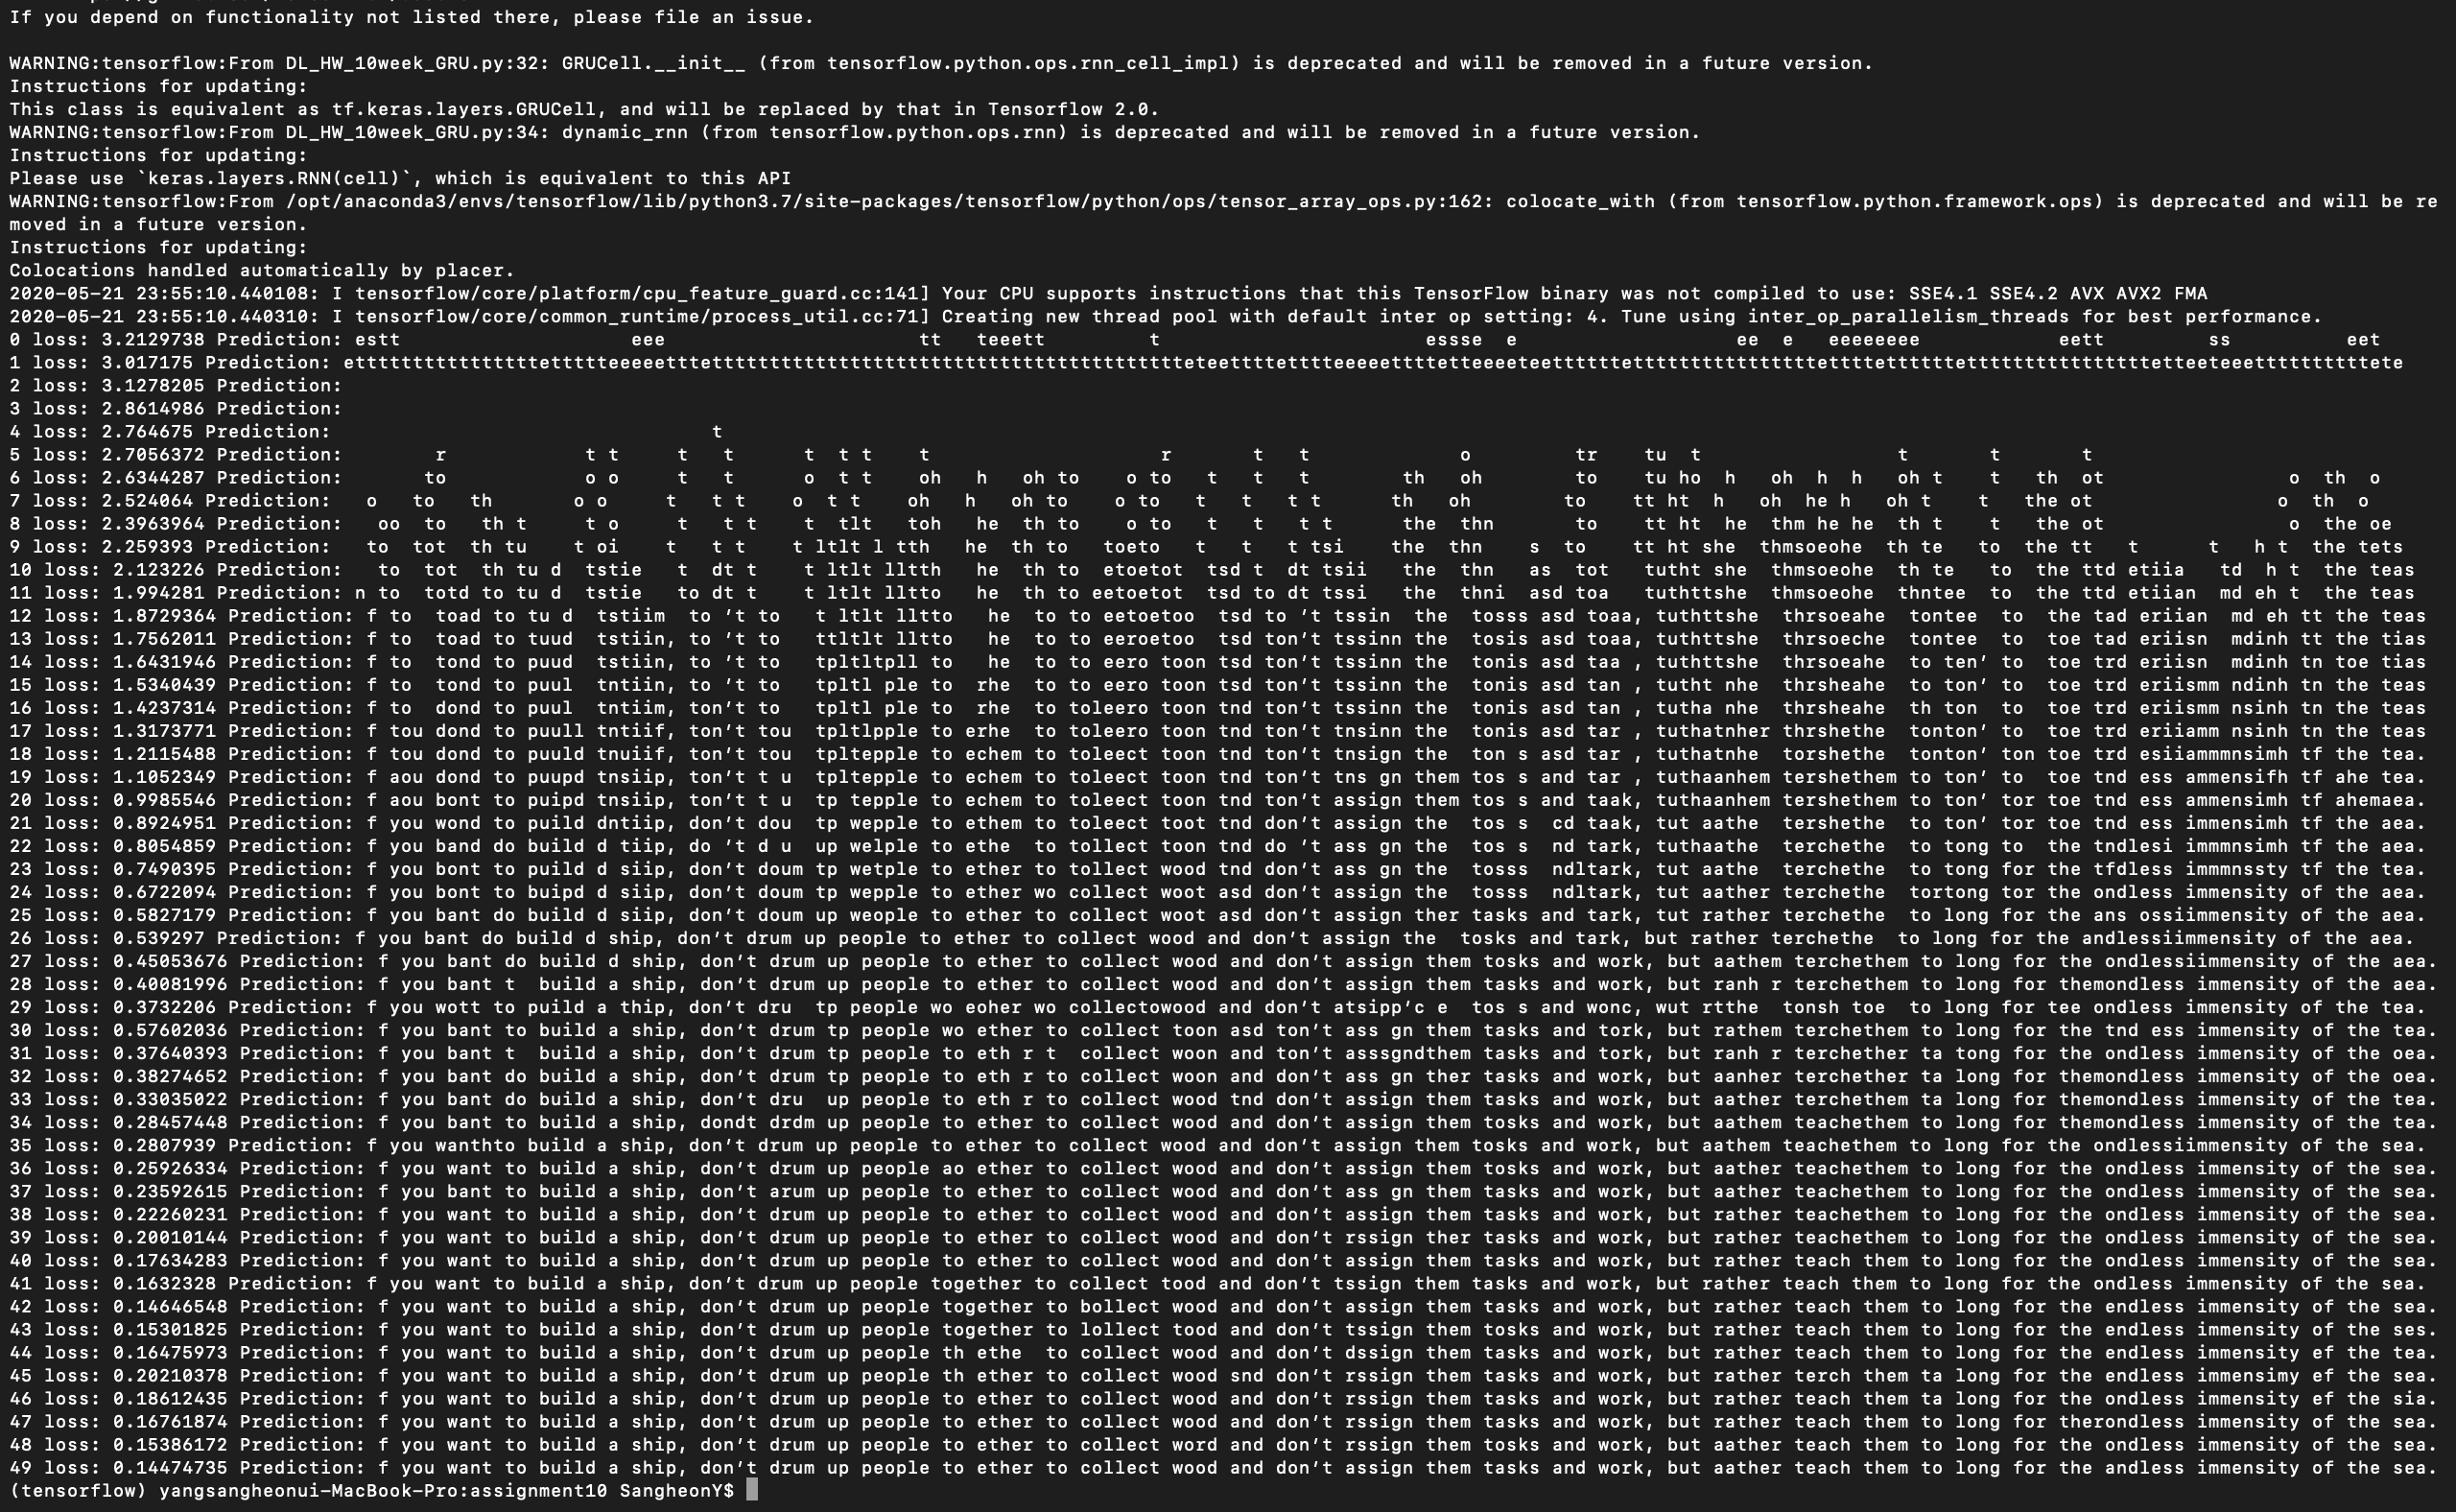 If you depend on functionality not listed there, please file an issue.

WARNING:tensorflow:From DL_HW_10week_GRU.py:32: GRUCell.__init__ (from tensorflow.python.ops.rnn_cell_impl) is deprecated and will be removed in a future version.
Instructions for updating:
This class is equivalent as tf.keras.layers.GRUCell, and will be replaced by that in Tensorflow 2.0.
WARNING:tensorflow:From DL_HW_10week_GRU.py:34: dynamic_rnn (from tensorflow.python.ops.rnn) is deprecated and will be removed in a future version.
Instructions for updating:
Please use `keras.layers.RNN(cell)`, which is equivalent to this API
WARNING:tensorflow:From /opt/anaconda3/envs/tensorflow/lib/python3.7/site-packages/tensorflow/python/ops/tensor_array_ops.py:162: colocate_with (from tensorflow.python.framework.ops) is deprecated and will be re
moved in a future version.
Instructions for updating:
Colocations handled automatically by placer.
2020-05-21 23:55:10.440108: I tensorflow/core/platform/cpu_feature_guard.cc:141] Your CPU supports instructions that this TensorFlow binary was not compiled to use: SSE4.1 SSE4.2 AVX AVX2 FMA
2020-05-21 23:55:10.440310: I tensorflow/core/common_runtime/process_util.cc:71] Creating new thread pool with default inter op setting: 4. Tune using inter_op_parallelism_threads for best performance.
0 loss: 3.2129738 Prediction: estt eee tt teeett t essse e ee e eeeeeeee eett ss eet
1 loss: 3.017175 Prediction:
2 loss: 3.1278205 Prediction:
3 loss: 2.8614986 Prediction:
4 loss: 2.764675 Prediction: t
5 loss: 2.7056372 Prediction: r t t t t t t t t r t t o tr tu t t t t
6 loss: 2.6344287 Prediction: to o o t t o t t oh h oh to o to t t t th oh to tu ho h oh h h oh t t th ot o th o
7 loss: 2.524064 Prediction: o to th o o t t t o t t oh h oh to o to t t t t th oh to tt ht h oh he h oh t t the ot o th o
8 loss: 2.3963964 Prediction: oo to th t t o t t t t tlt toh he th to o to t t t t the thn to tt ht he thm he he th t t the ot o the oe
9 loss: 2.259393 Prediction: to tot th tu t oi t t t t ltlt l tth he th to toeto t t t tsi the thn s to tt ht she thmsoeohe th te to the tt t t h t the tets
10 loss: 2.123226 Prediction: to tot th tu d tstie t dt t t ltlt lltth he th to etoetot tsd t dt tsii the thn as tot tutht she thmsoeohe th te to the ttd etiia td h t the teas
11 loss: 1.994281 Prediction: n to totd to tu d tstie to dt t t ltlt lltto he th to eetoetot tsd to dt tssi the thni asd toa tuthttshe thmsoeohe thntee to the ttd etiian md eh t the teas
12 loss: 1.8729364 Prediction: f to toad to tu d tstiim to ’t to t ltlt lltto he to to eetoetoo tsd to ’t tssin the tosss asd toaa, tuthttshe thrsoeahe tontee to the tad eriian md eh tt the teas
13 loss: 1.7562011 Prediction: f to toad to tuud tstiin, to ’t to ttltlt lltto he to to eeroetoo tsd ton’t tssinn the tosis asd toaa, tuthttshe thrsoeche tontee to toe tad eriisn mdinh tt the tias
14 loss: 1.6431946 Prediction: f to tond to puud tstiin, to ’t to tpltltpll to he to to eero toon tsd ton’t tssinn the tonis asd taa , tuthttshe thrsoeahe to ten’ to toe trd eriisn mdinh tn toe tias
15 loss: 1.5340439 Prediction: f to tond to puul tntiin, to ’t to tpltl ple to rhe to to eero toon tsd ton’t tssinn the tonis asd tan , tutht nhe thrsheahe to ton’ to toe trd eriismm ndinh tn the teas
16 loss: 1.4237314 Prediction: f to dond to puul tntiim, ton’t to tpltl ple to rhe to toleero toon tnd ton’t tssinn the tonis asd tan , tutha nhe thrsheahe th ton to toe trd eriismm nsinh tn the teas
17 loss: 1.3173771 Prediction: f tou dond to puull tntiif, ton’t tou tpltlpple to erhe to toleero toon tnd ton’t tnsinn the tonis asd tar , tuthatnher thrshethe tonton’ to toe trd eriiamm nsinh tn the teas
18 loss: 1.2115488 Prediction: f tou dond to puuld tnuiif, ton’t tou tpltepple to echem to toleect toon tnd ton’t tnsign the ton s asd tar , tuthatnhe torshethe tonton’ ton toe trd esiiammmnsimh tf the tea.
19 loss: 1.1052349 Prediction: f aou dond to puupd tnsiip, ton’t t u tpltepple to echem to toleect toon tnd ton’t tns gn them tos s and tar , tuthaanhem tershethem to ton’ to toe tnd ess ammensifh tf ahe tea.
20 loss: 0.9985546 Prediction: f aou bont to puipd tnsiip, ton’t t u tp tepple to echem to toleect toon tnd ton’t assign them tos s and taak, tuthaanhem tershethem to ton’ tor toe tnd ess ammensimh tf ahemaea.
21 loss: 0.8924951 Prediction: f you wond to puild dntiip, don’t dou tp wepple to ethem to toleect toot tnd don’t assign the tos s cd taak, tut aathe tershethe to ton’ tor toe tnd ess immensimh tf the aea.
22 loss: 0.8054859 Prediction: f you band do build d tiip, do ’t d u up welple to ethe to tollect toon tnd do ’t ass gn the tos s nd tark, tuthaathe terchethe to tong to the tndlesi immmnsimh tf the aea.
23 loss: 0.7490395 Prediction: f you bont to puild d siip, don’t doum tp wetple to ether to tollect wood tnd don’t ass gn the tosss ndltark, tut aathe terchethe to tong for the tfdless immmnssty tf the tea.
24 loss: 0.6722094 Prediction: f you bont to buipd d siip, don’t doum tp wepple to ether wo collect woot asd don’t assign the tosss ndltark, tut aather terchethe tortong tor the ondless immensity of the aea.
25 loss: 0.5827179 Prediction: f you bant do build d siip, don’t doum up weople to ether to collect woot asd don’t assign ther tasks and tark, tut rather terchethe to long for the ans ossiimmensity of the aea.
26 loss: 0.539297 Prediction: f you bant do build d ship, don’t drum up people to ether to collect wood and don’t assign the tosks and tark, but rather terchethe to long for the andlessiimmensity of the aea.
27 loss: 0.45053676 Prediction: f you bant do build d ship, don’t drum up people to ether to collect wood and don’t assign them tosks and work, but aathem terchethem to long for the ondlessiimmensity of the aea.
28 loss: 0.40081996 Prediction: f you bant t build a ship, don’t drum up people to ether to collect wood and don’t assign them tasks and work, but ranh r terchethem to long for themondless immensity of the aea.
29 loss: 0.3732206 Prediction: f you wott to puild a thip, don’t dru tp people wo eoher wo collectowood and don’t atsipp’c e tos s and wonc, wut rtthe tonsh toe to long for tee ondless immensity of the tea.
30 loss: 0.57602036 Prediction: f you bant to build a ship, don’t drum tp people wo ether to collect toon asd ton’t ass gn them tasks and tork, but rathem terchethem to long for the tnd ess immensity of the tea.
31 loss: 0.37640393 Prediction: f you bant t build a ship, don’t drum tp people to eth r t collect woon and ton’t asssgndthem tasks and tork, but ranh r terchether ta tong for the ondless immensity of the oea.
32 loss: 0.38274652 Prediction: f you bant do build a ship, don’t drum tp people to eth r to collect woon and don’t ass gn ther tasks and work, but aanher terchether ta long for themondless immensity of the oea.
33 loss: 0.33035022 Prediction: f you bant do build a ship, don’t dru up people to eth r to collect wood tnd don’t assign them tasks and work, but aather terchethem ta long for themondless immensity of the tea.
34 loss: 0.28457448 Prediction: f you bant do build a ship, dondt drdm up people to ether to collect wood and don’t assign them tasks and work, but aathem teachethem to long for themondless immensity of the tea.
35 loss: 0.2807939 Prediction: f you wanthto build a ship, don’t drum up people to ether to collect wood and don’t assign them tosks and work, but aathem teachethem to long for the ondlessiimmensity of the sea.
36 loss: 0.25926334 Prediction: f you want to build a ship, don’t drum up people ao ether to collect wood and don’t assign them tosks and work, but aather teachethem to long for the ondless immensity of the sea.
37 loss: 0.23592615 Prediction: f you bant to build a ship, don’t arum up people to ether to collect wood and don’t ass gn them tasks and work, but aather teachethem to long for the ondless immensity of the sea.
38 loss: 0.22260231 Prediction: f you want to build a ship, don’t drum up people to ether to collect wood and don’t assign them tasks and work, but rather teachethem to long for the ondless immensity of the sea.
39 loss: 0.20010144 Prediction: f you want to build a ship, don’t drum up people to ether to collect wood and don’t rssign ther tasks and work, but rather teachethem to long for the ondless immensity of the sea.
40 loss: 0.17634283 Prediction: f you want to build a ship, don’t drum up people to ether to collect wood and don’t assign them tasks and work, but rather teach them to long for the ondless immensity of the sea.
41 loss: 0.1632328 Prediction: f you want to build a ship, don’t drum up people together to collect tood and don’t tssign them tasks and work, but rather teach them to long for the ondless immensity of the sea.
42 loss: 0.14646548 Prediction: f you want to build a ship, don’t drum up people together to bollect wood and don’t assign them tasks and work, but rather teach them to long for the endless immensity of the sea.
43 loss: 0.15301825 Prediction: f you want to build a ship, don’t drum up people together to lollect tood and don’t tssign them tosks and work, but rather teach them to long for the endless immensity of the ses.
44 loss: 0.16475973 Prediction: f you want to build a ship, don’t drum up people th ethe to collect wood and don’t dssign them tasks and work, but rather teach them to long for the endless immensity ef the tea.
45 loss: 0.20210378 Prediction: f you want to build a ship, don’t drum up people th ether to collect wood snd don’t rssign them tasks and work, but rather terch them ta long for the endless immensimy ef the sea.
46 loss: 0.18612435 Prediction: f you want to build a ship, don’t drum up people to ether to collect wood and don’t rssign them tasks and work, but rather teach them ta long for the endless immensity ef the sia.
47 loss: 0.16761874 Prediction: f you want to build a ship, don’t drum up people to ether to collect wood and don’t rssign them tasks and work, but rather teach them to long for therondless immensity of the sea.
48 loss: 0.15386172 Prediction: f you want to build a ship, don’t drum up people to ether to collect word and don’t rssign them tosks and work, but aather teach them to long for the ondless immensity of the sea.
49 loss: 0.14474735 Prediction: f you want to build a ship, don’t drum up people to ether to collect wood and don’t assign them tasks and work, but aather teach them to long for the andless immensity of the sea.
(tensorflow) yangsangheonui-MacBook-Pro:assignment10 SangheonY$